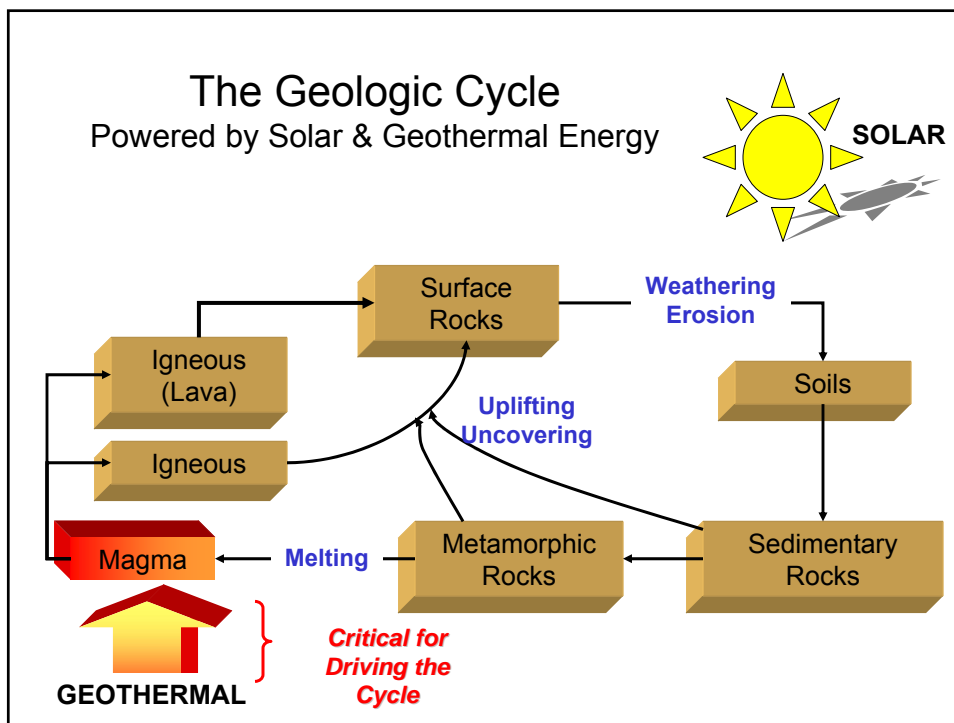 The Geologic Cycle
Powered by Solar & Geothermal Energy
SOLAR
Surface
Rocks
Weathering
Erosion
Igneous
(Lava)
Soils
Uplifting
Uncovering
Igneous
Magma
Melting
Metamorphic
Rocks
Sedimentary
Rocks
Critical for
Driving the
Cycle
GEOTHERMAL